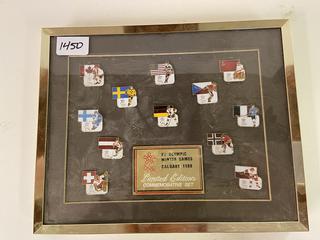 1450
XV OLYMPIC
WINTER GAMES
CALGARY 1988
Limited Edition
COMMEMORATIVE SET